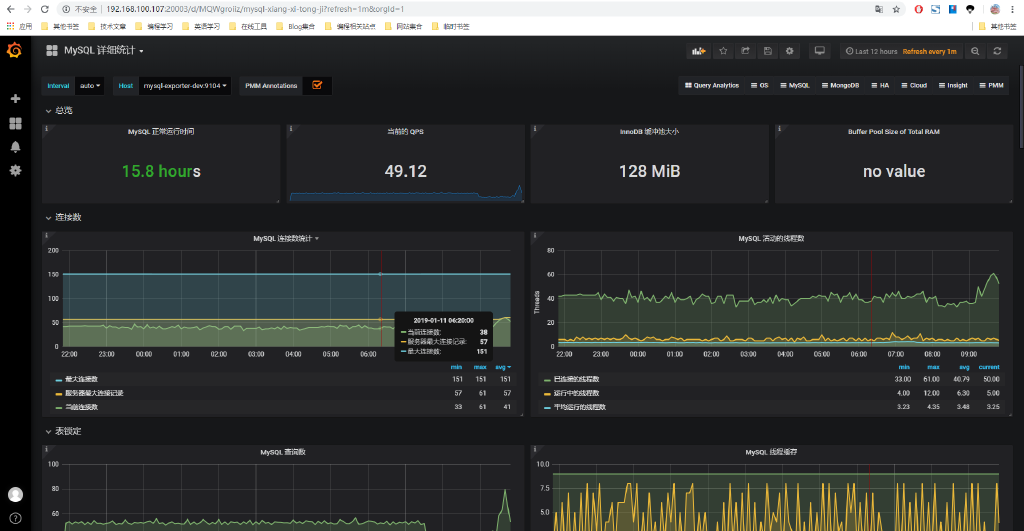 不安全 | 192.168.100.107:20003/d/MQWgroiiz/mysql-xiang-xi-tong-ji?refresh=1m&orgId=1
应用 其他书签 技术文章 编程学习 英语学习 在线工具 Blog集合 编程相关站点 网站集合 临时书签 其他书签
MySQL 详细统计
Last 12 hours Refresh every 1m
Interval auto Host mysql-exporter-dev:9104 PMM Annotations
Query Analytics OS MySQL MongoDB HA Cloud Insight PMM
总览
MySQL 正常运行时间
15.8 hours
当前的 QPS
49.12
InnoDB 缓冲池大小
128 MiB
Buffer Pool Size of Total RAM
no value
连接数
MySQL 连接数统计
200
150
100
50
0
22:00 23:00 00:00 01:00 02:00 03:00 04:00 05:00 06:00
2019-01-11 06:20:00
当前连接数: 38
服务器最大连接记录: 57
最大连接数: 151
min max avg
最大连接数 151 151 151
服务器最大连接记录 57 61 57
当前连接数 33 61 41
MySQL 活动的线程数
Threads
80
60
40
20
0
22:00 23:00 00:00 01:00 02:00 03:00 04:00 05:00 06:00 07:00 08:00 09:00
min max avg current
已连接的线程数 33.00 61.00 40.79 50.00
运行中的线程数 4.00 12.00 6.30 5.00
平均运行的线程数 3.23 4.35 3.48 3.25
表锁定
MySQL 查询数
100
80
60
MySQL 线程缓存
10.0
7.5
5.0